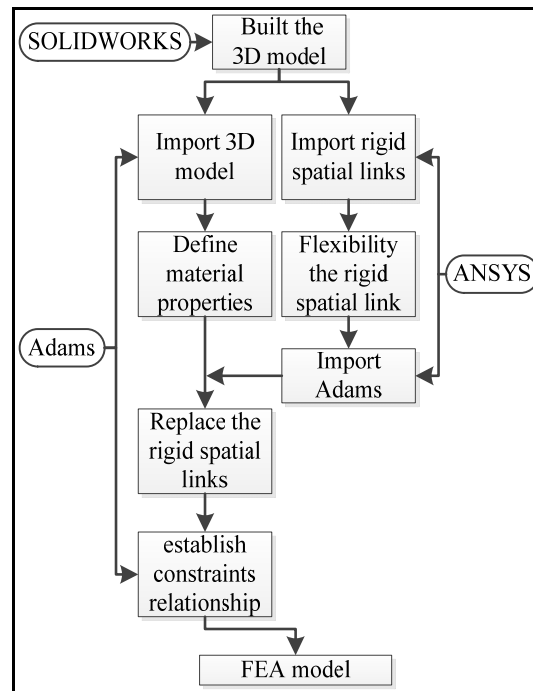 SOLIDWORKS
Built the
3D model
Import 3D
model
Import rigid
spatial links
Define
material
properties
Flexibility
the rigid
spatial link
ANSYS
Adams
Import
Adams
Replace the
rigid spatial
links
establish
constraints
relationship
FEA model